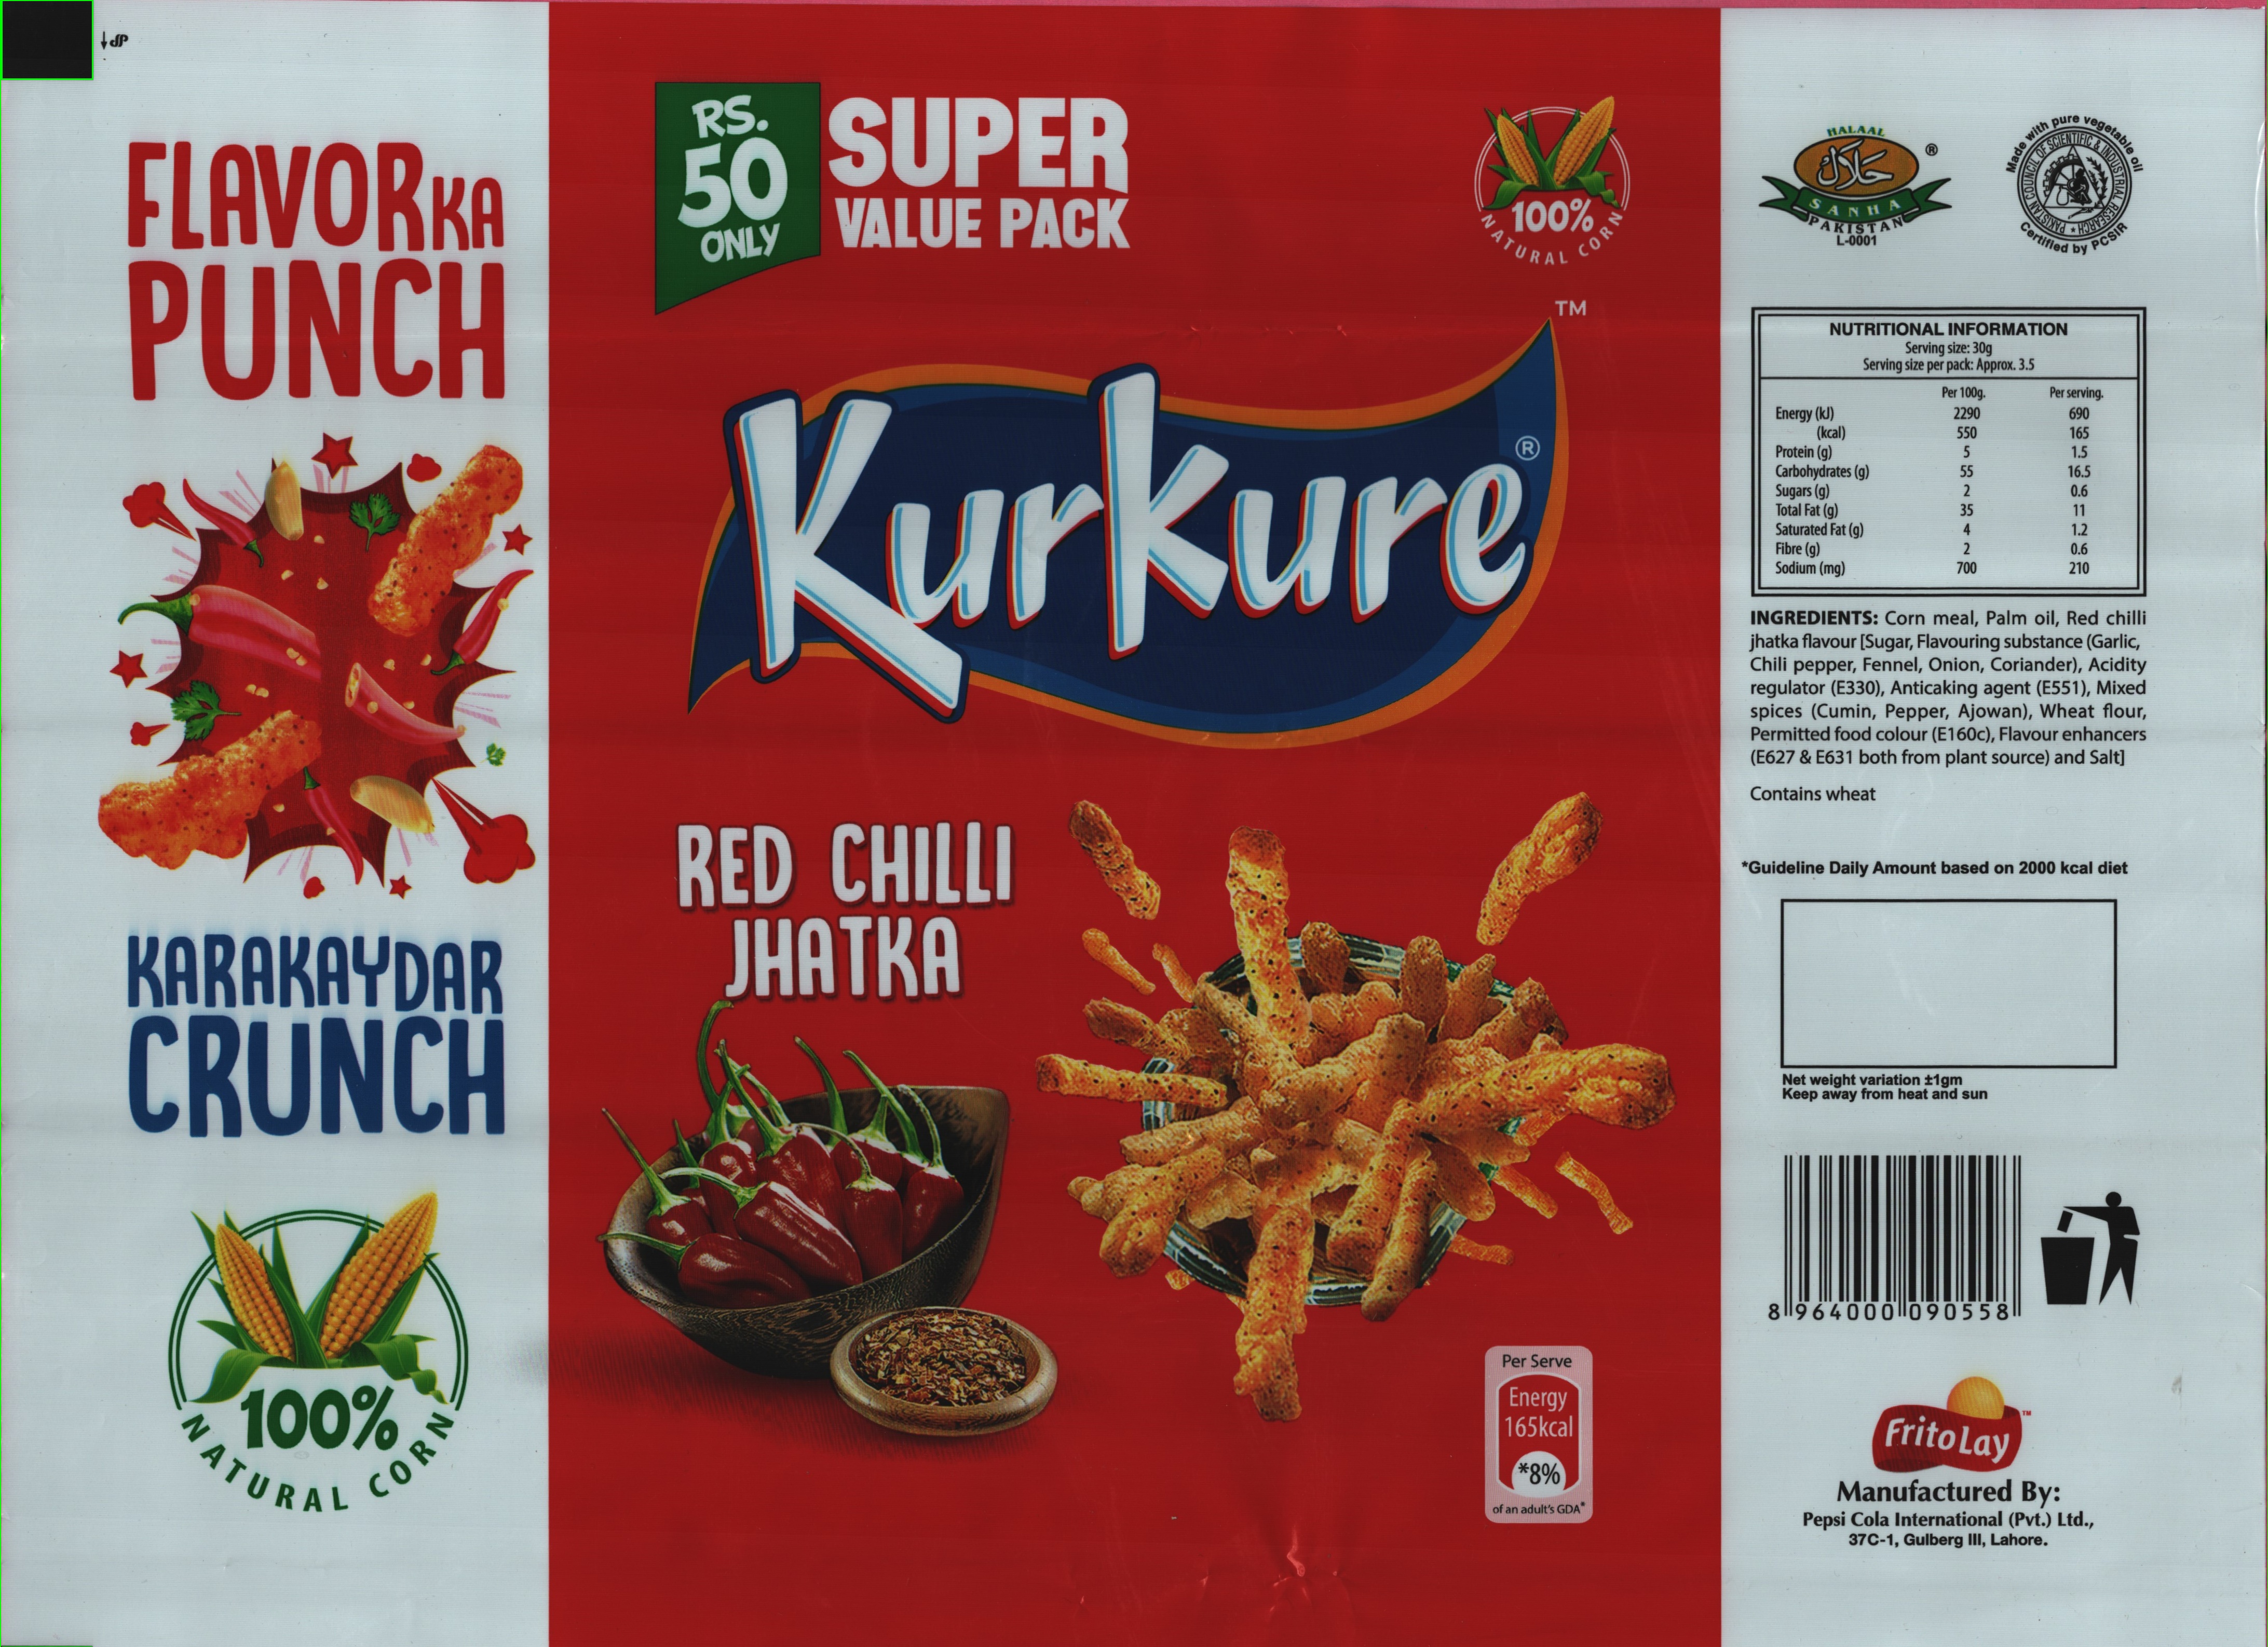 FLAVOR KA
PUNCH
KARAKAYDAR
CRUNCH
100%
NATURAL CORN
RS.
50
ONLY
SUPER
VALUE PACK
100%
NATURAL CORN
TM
Kurkure®
RED CHILLI
JHATKA
Per Serve
Energy
165kcal
*8%
of an adult's GDA*
HALAAL
حلال
®
SANHA
PAKISTAN
L-0001
Made with pure vegetable oil
PAKISTAN COUNCIL OF SCIENTIFIC & INDUSTRIAL RESEARCH
Certified by PCSIR
NUTRITIONAL INFORMATION
Serving size: 30g
Serving size per pack: Approx. 3.5
Per 100g. Per serving.
Energy (kJ) 2290 690
(kcal) 550 165
Protein (g) 5 1.5
Carbohydrates (g) 55 16.5
Sugars (g) 2 0.6
Total Fat (g) 35 11
Saturated Fat (g) 4 1.2
Fibre (g) 2 0.6
Sodium (mg) 700 210
INGREDIENTS: Corn meal, Palm oil, Red chilli
jhatka flavour [Sugar, Flavouring substance (Garlic,
Chili pepper, Fennel, Onion, Coriander), Acidity
regulator (E330), Anticaking agent (E551), Mixed
spices (Cumin, Pepper, Ajowan), Wheat flour,
Permitted food colour (E160c), Flavour enhancers
(E627 & E631 both from plant source) and Salt]
Contains wheat
*Guideline Daily Amount based on 2000 kcal diet
Net weight variation ±1gm
Keep away from heat and sun
8 964000 090558
Frito Lay™
Manufactured By:
Pepsi Cola International (Pvt.) Ltd.,
37C-1, Gulberg III, Lahore.